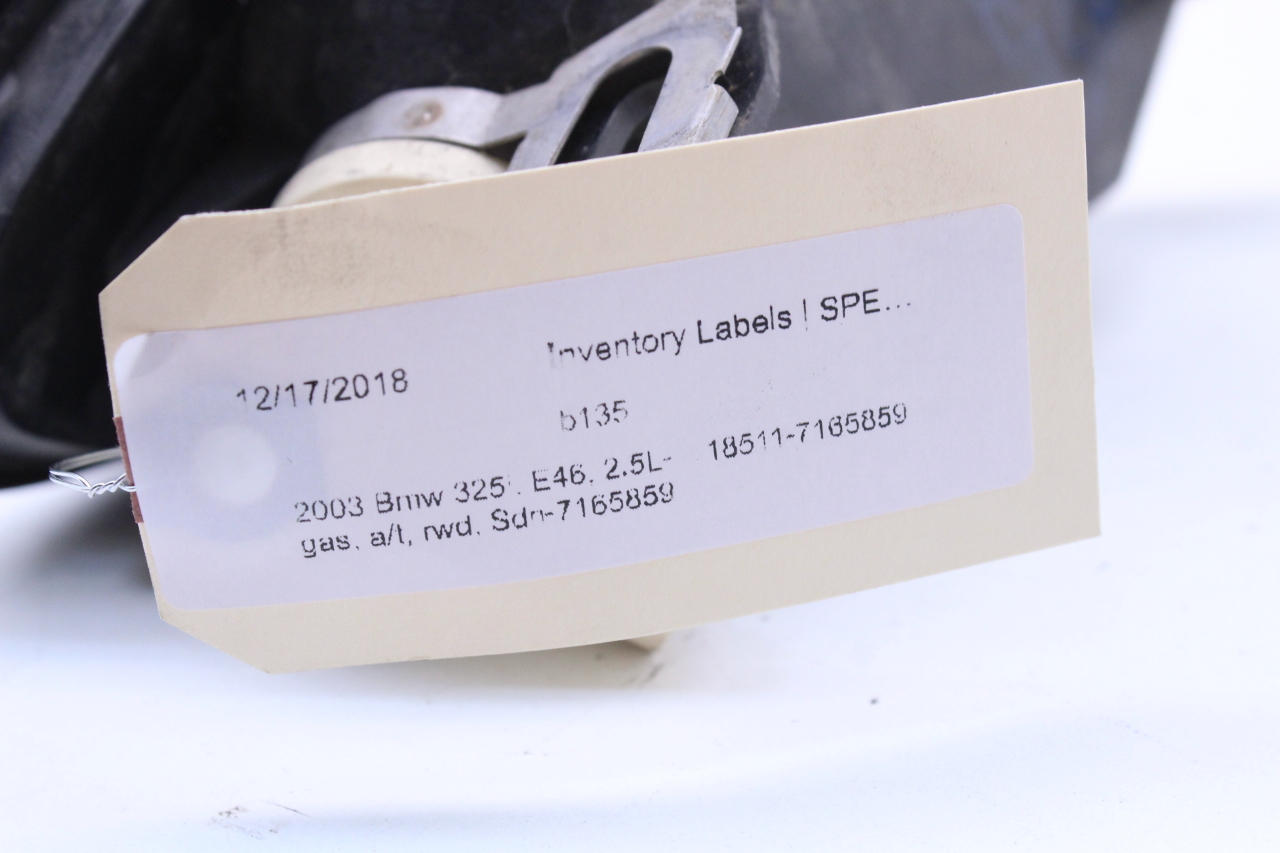 12/17/2018 Inventory Labels | SPE...
b135
2003 Bmw 325i. E46. 2.5L- 18511-7165859
gas. a/t, rwd. Sdn-7165859